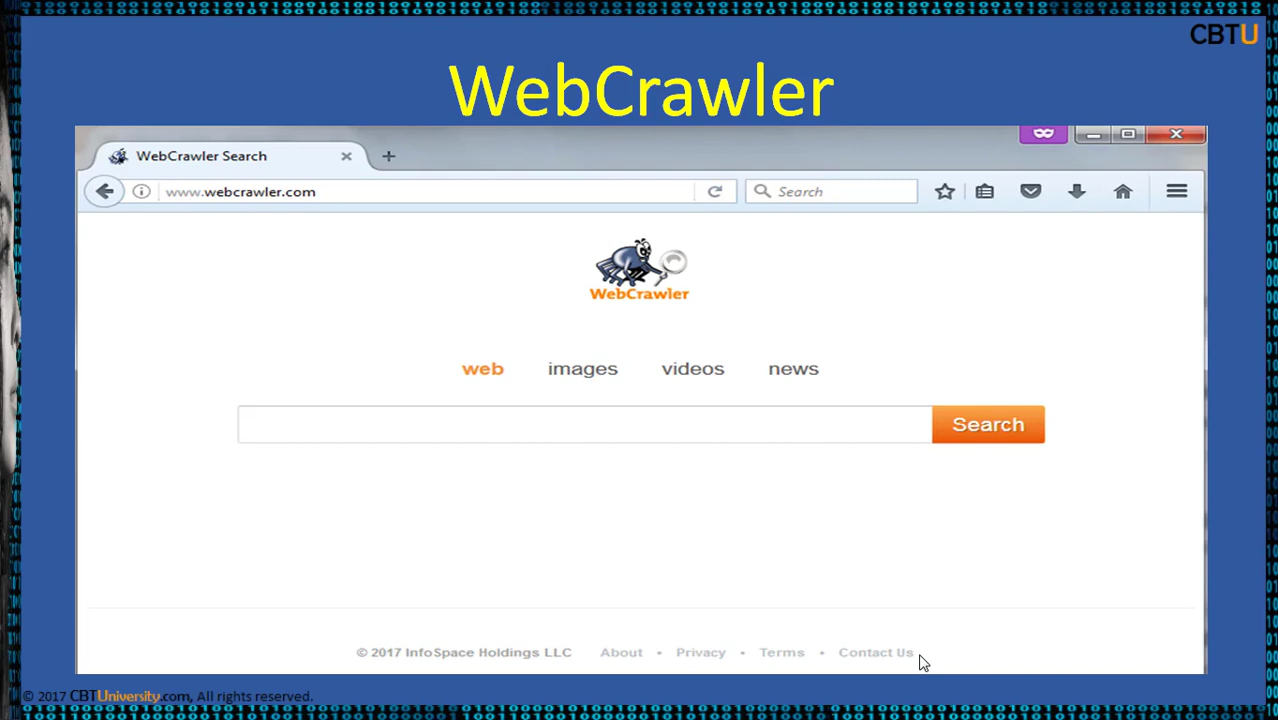 CBTU
WebCrawler
WebCrawler Search
www.webcrawler.com
Search
WebCrawler
web images videos news
Search
© 2017 InfoSpace Holdings LLC About • Privacy • Terms • Contact Us
© 2017 CBTUniversity.com, All rights reserved.